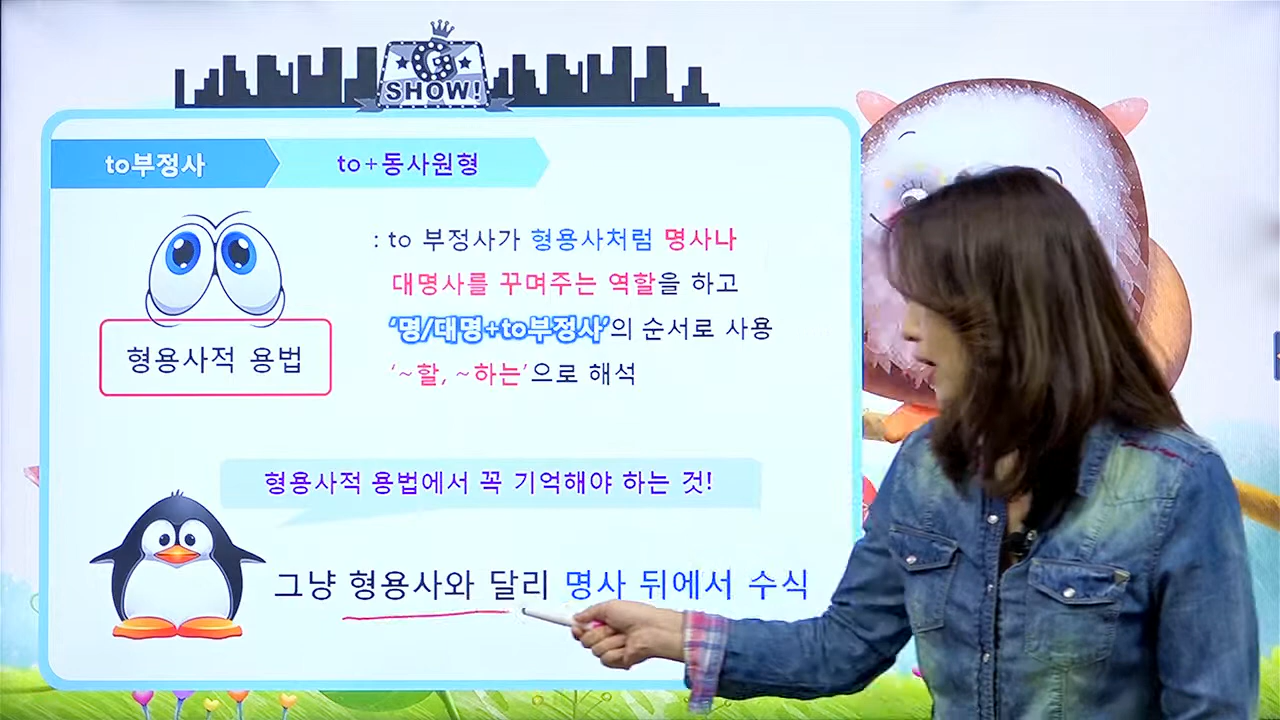 G
SHOW!
to부정사
to+동사원형
: to 부정사가 형용사처럼 명사나
대명사를 꾸며주는 역할을 하고
'명/대명+to부정사'의 순서로 사용
'~할, ~하는'으로 해석
형용사적 용법
형용사적 용법에서 꼭 기억해야 하는 것!
그냥 형용사와 달리 명사 뒤에서 수식